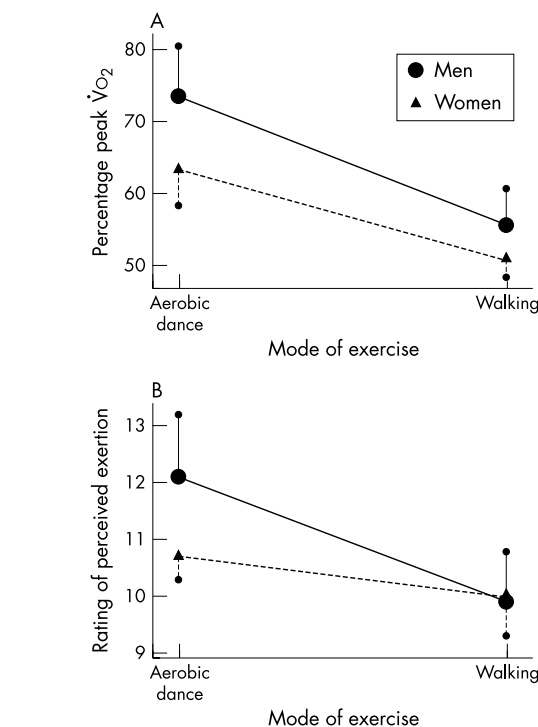 A
80
70
60
50
Percentage peak V̇O₂
Men
Women
Aerobic
dance
Walking
Mode of exercise
B
13
12
11
10
9
Rating of perceived exertion
Aerobic
dance
Walking
Mode of exercise